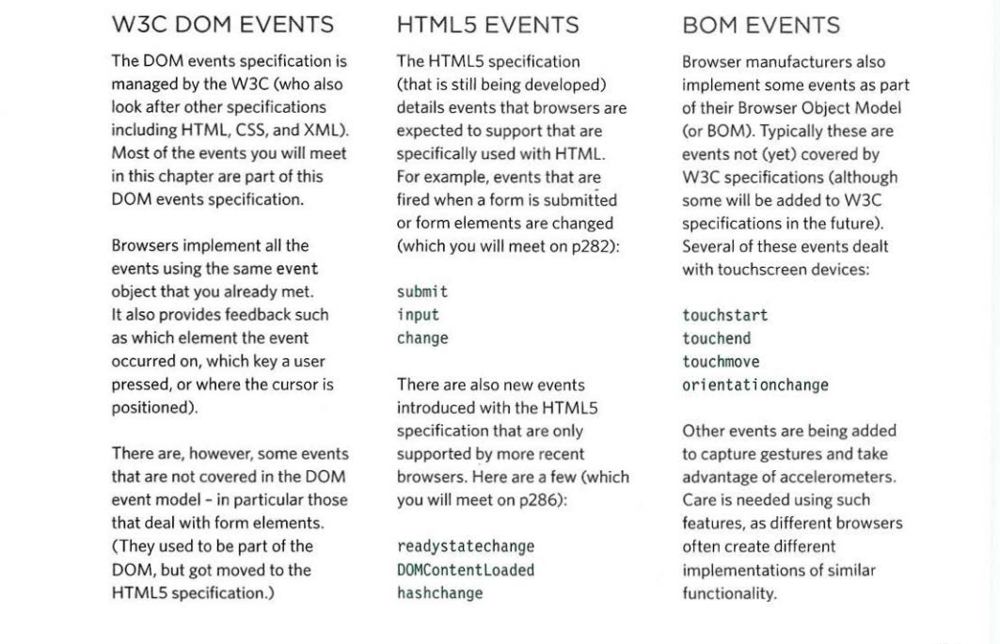 W3C DOM EVENTS
The DOM events specification is
managed by the W3C (who also
look after other specifications
including HTML, CSS, and XML).
Most of the events you will meet
in this chapter are part of this
DOM events specification.
Browsers implement all the
events using the same event
object that you already met.
It also provides feedback such
as which element the event
occurred on, which key a user
pressed, or where the cursor is
positioned).
There are, however, some events
that are not covered in the DOM
event model – in particular those
that deal with form elements.
(They used to be part of the
DOM, but got moved to the
HTML5 specification.)
HTML5 EVENTS
The HTML5 specification
(that is still being developed)
details events that browsers are
expected to support that are
specifically used with HTML.
For example, events that are
fired when a form is submitted
or form elements are changed
(which you will meet on p282):
submit
input
change
There are also new events
introduced with the HTML5
specification that are only
supported by more recent
browsers. Here are a few (which
you will meet on p286):
readystatechange
DOMContentLoaded
hashchange
BOM EVENTS
Browser manufacturers also
implement some events as part
of their Browser Object Model
(or BOM). Typically these are
events not (yet) covered by
W3C specifications (although
some will be added to W3C
specifications in the future).
Several of these events dealt
with touchscreen devices:
touchstart
touchend
touchmove
orientationchange
Other events are being added
to capture gestures and take
advantage of accelerometers.
Care is needed using such
features, as different browsers
often create different
implementations of similar
functionality.